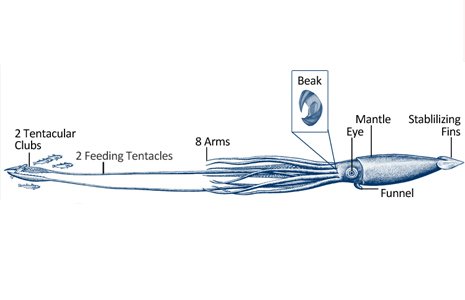 Beak
2 Tentacular
Clubs
2 Feeding Tentacles
8 Arms
Eye
Mantle
Stablilizing
Fins
Funnel